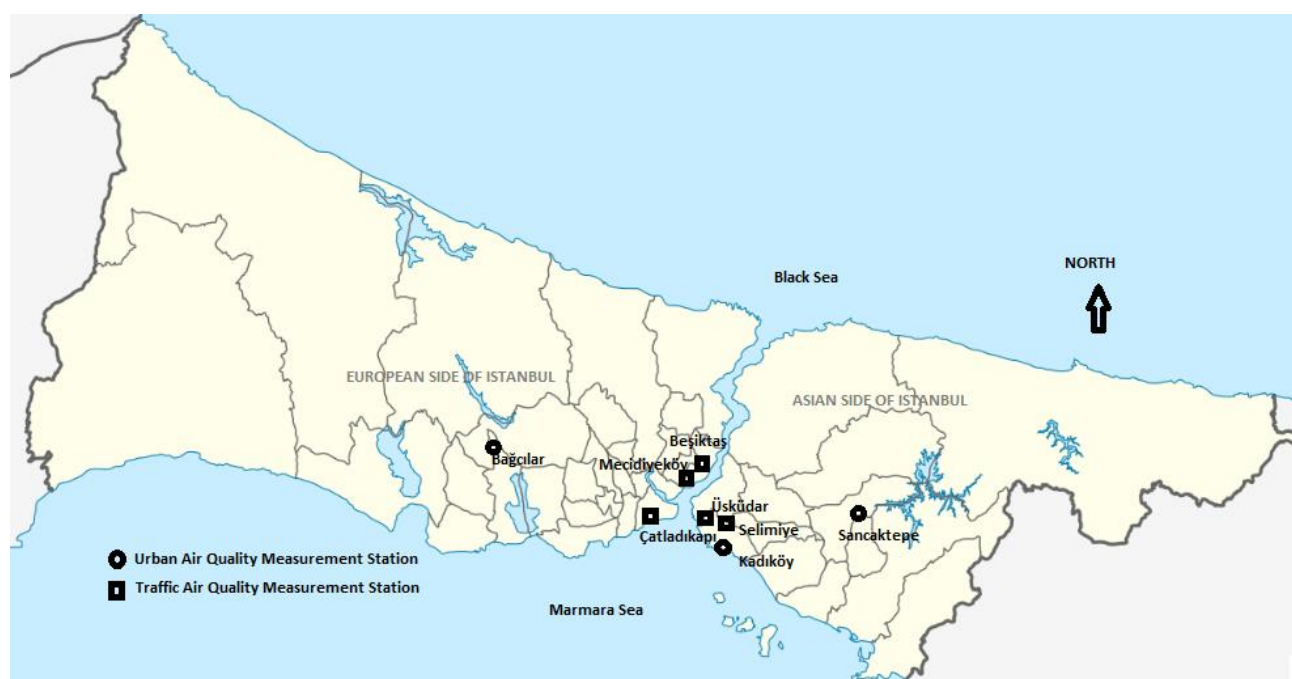 Black Sea
NORTH
EUROPEAN SIDE OF ISTANBUL
ASIAN SIDE OF ISTANBUL
Beşiktaş
Bağcılar
Mecidiyeköy
Üsküdar
Çatladıkapı
Selimiye
Sancaktepe
Kadıköy
Urban Air Quality Measurement Station
Traffic Air Quality Measurement Station
Marmara Sea